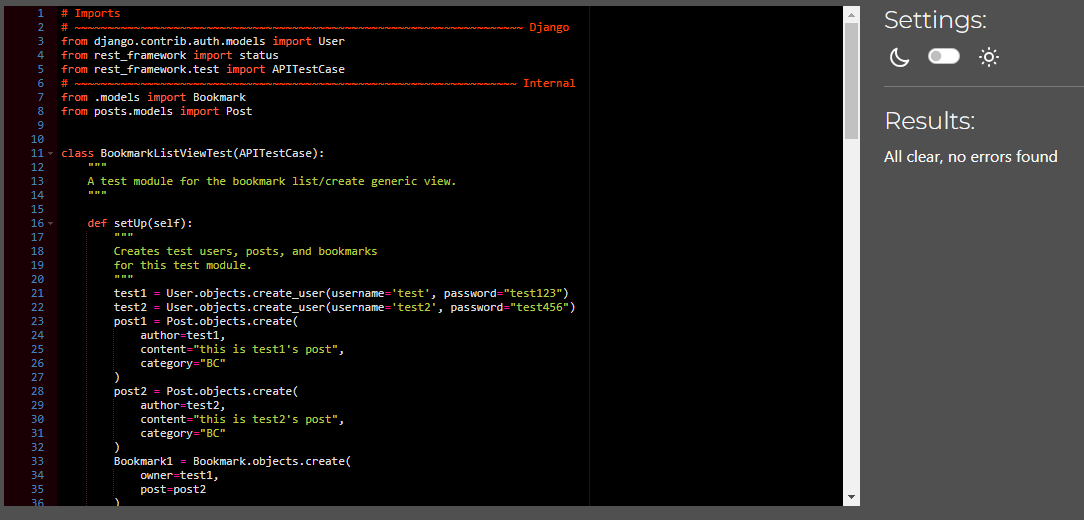 1 # Imports
2 # ~~~~~~~~~~~~~~~~~~~~~~~~~~~~~~~~~~~~~~~~~~~~~~~~~~~~~~~~~~~~~~~~~~~~ Django
3 from django.contrib.auth.models import User
4 from rest_framework import status
5 from rest_framework.test import APITestCase
6 # ~~~~~~~~~~~~~~~~~~~~~~~~~~~~~~~~~~~~~~~~~~~~~~~~~~~~~~~~~~~~~~~~~~~ Internal
7 from .models import Bookmark
8 from posts.models import Post
9
10
11 class BookmarkListViewTest(APITestCase):
12     """
13     A test module for the bookmark list/create generic view.
14     """
15
16     def setUp(self):
17         """
18         Creates test users, posts, and bookmarks
19         for this test module.
20         """
21         test1 = User.objects.create_user(username='test', password="test123")
22         test2 = User.objects.create_user(username='test2', password="test456")
23         post1 = Post.objects.create(
24             author=test1,
25             content="this is test1's post",
26             category="BC"
27         )
28         post2 = Post.objects.create(
29             author=test2,
30             content="this is test2's post",
31             category="BC"
32         )
33         Bookmark1 = Bookmark.objects.create(
34             owner=test1,
35             post=post2
36         )
Settings:
Results:
All clear, no errors found